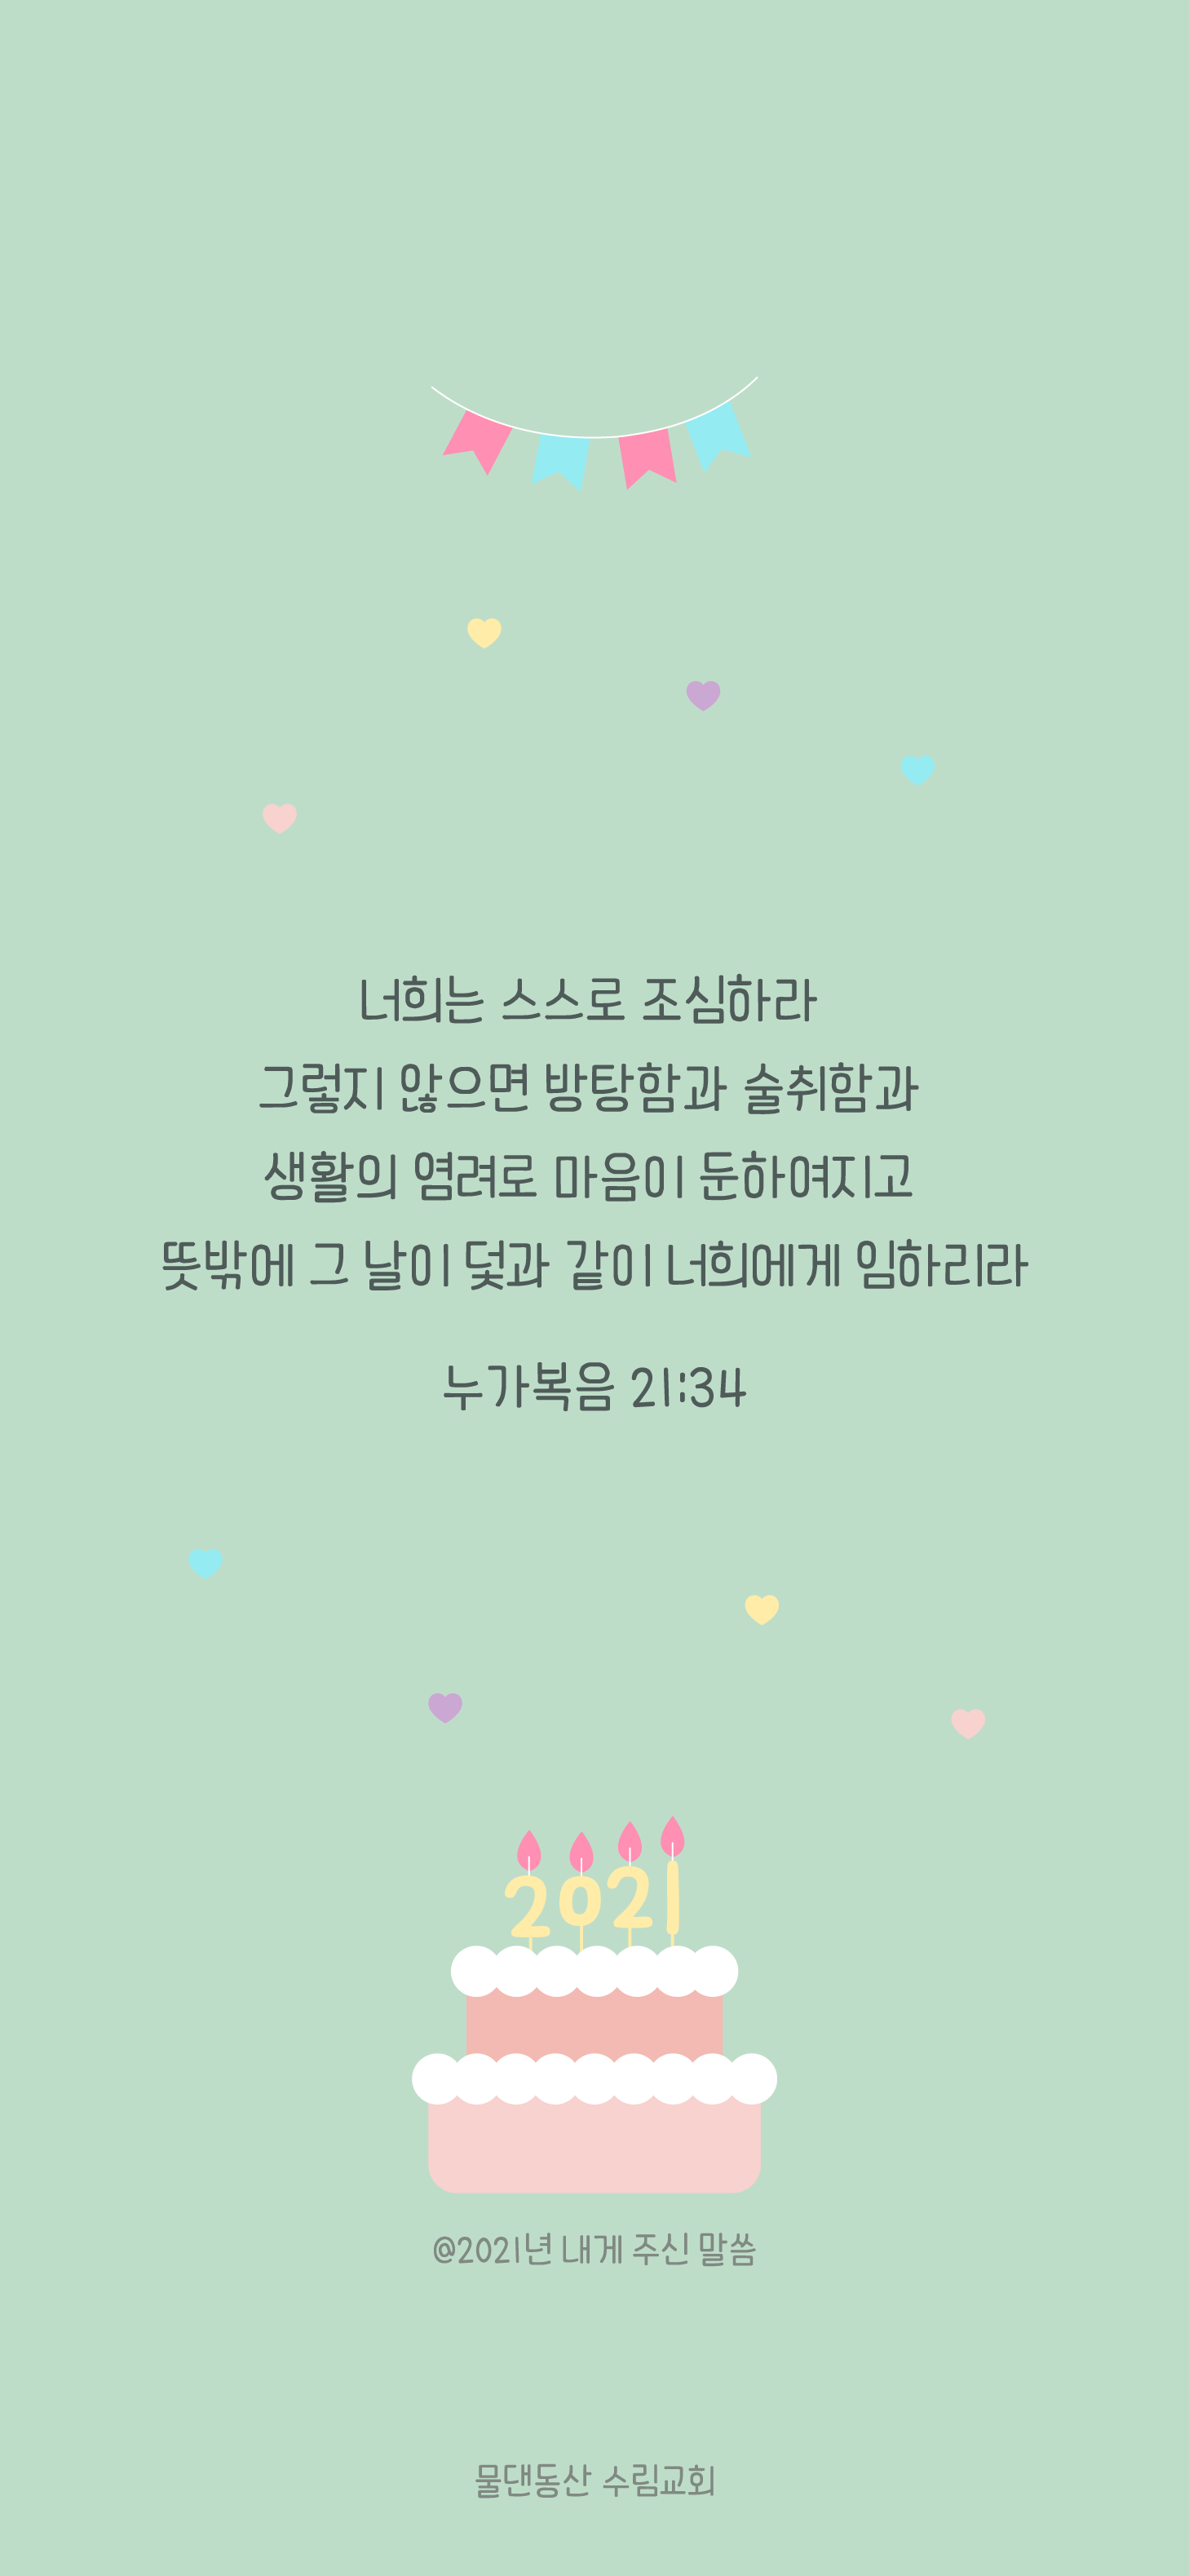 너희는 스스로 조심하라
그렇지 않으면 방탕함과 술취함과
생활의 염려로 마음이 둔하여지고
뜻밖에 그 날이 덫과 같이 너희에게 임하리라
누가복음 21:34
2021
@2021년 내게 주신 말씀
물댄동산 수림교회